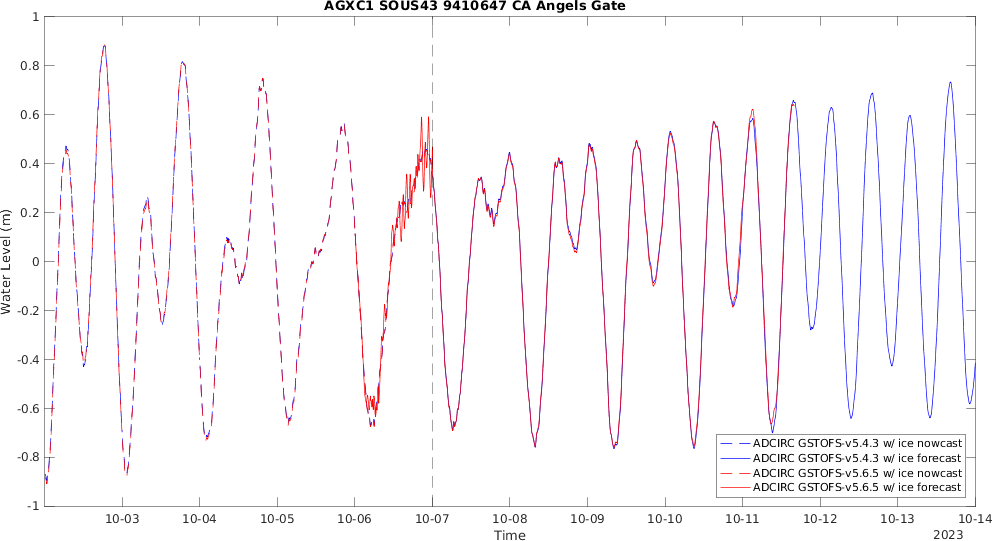 AGXC1 SOUS43 9410647 CA Angels Gate
1
0.8
0.6
0.4
0.2
0
-0.2
-0.4
-0.6
-0.8
-1
Water Level (m)
10-03 10-04 10-05 10-06 10-07 10-08 10-09 10-10 10-11 10-12 10-13 10-14
Time
2023
ADCIRC GSTOFS-v5.4.3 w/ ice nowcast
ADCIRC GSTOFS-v5.4.3 w/ ice forecast
ADCIRC GSTOFS-v5.6.5 w/ ice nowcast
ADCIRC GSTOFS-v5.6.5 w/ ice forecast